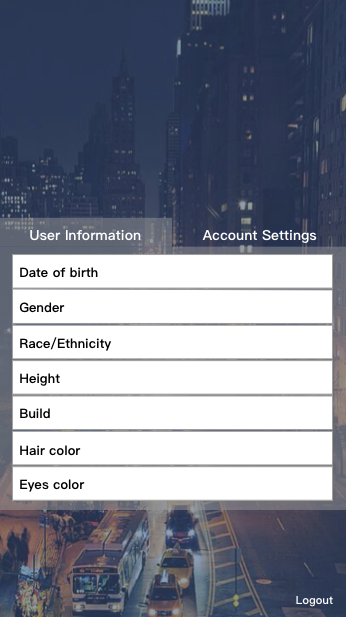 User Information
Account Settings
Date of birth
Gender
Race/Ethnicity
Height
Build
Hair color
Eyes color
Logout